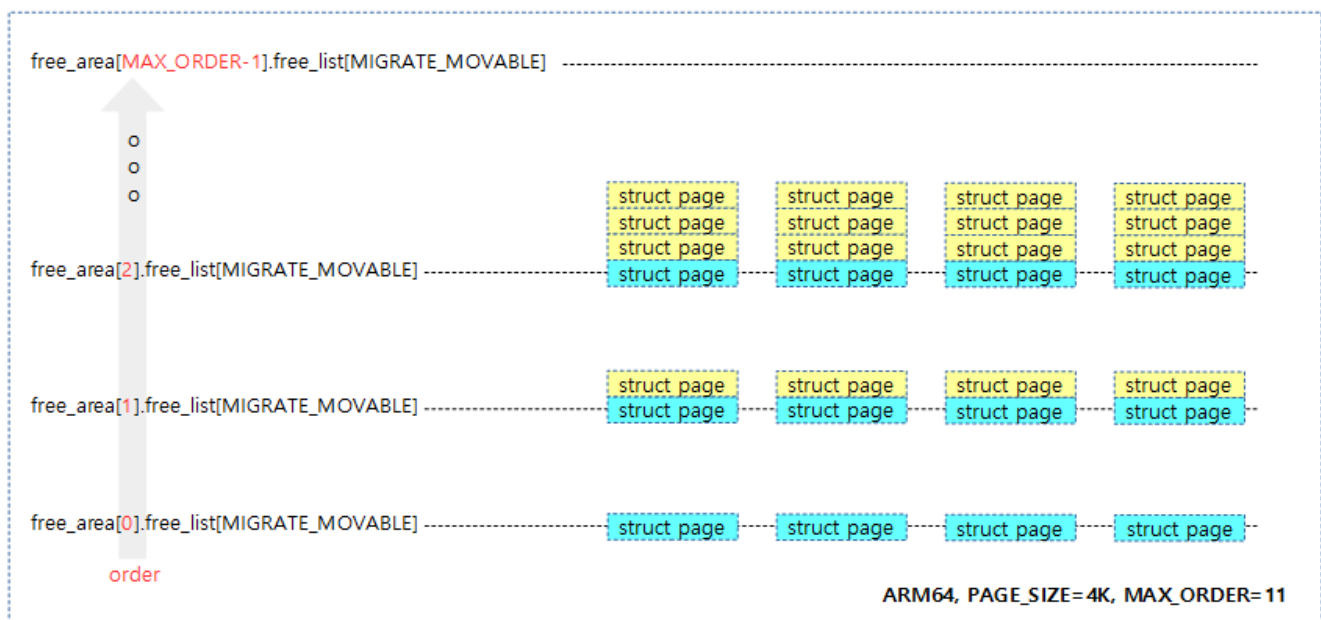 free_area[MAX_ORDER-1].free_list[MIGRATE_MOVABLE]
o
o
o
struct page struct page struct page struct page
struct page struct page struct page struct page
struct page struct page struct page struct page
free_area[2].free_list[MIGRATE_MOVABLE] struct page struct page struct page struct page
struct page struct page struct page struct page
free_area[1].free_list[MIGRATE_MOVABLE] struct page struct page struct page struct page
free_area[0].free_list[MIGRATE_MOVABLE] struct page struct page struct page struct page
order
ARM64, PAGE_SIZE=4K, MAX_ORDER=11